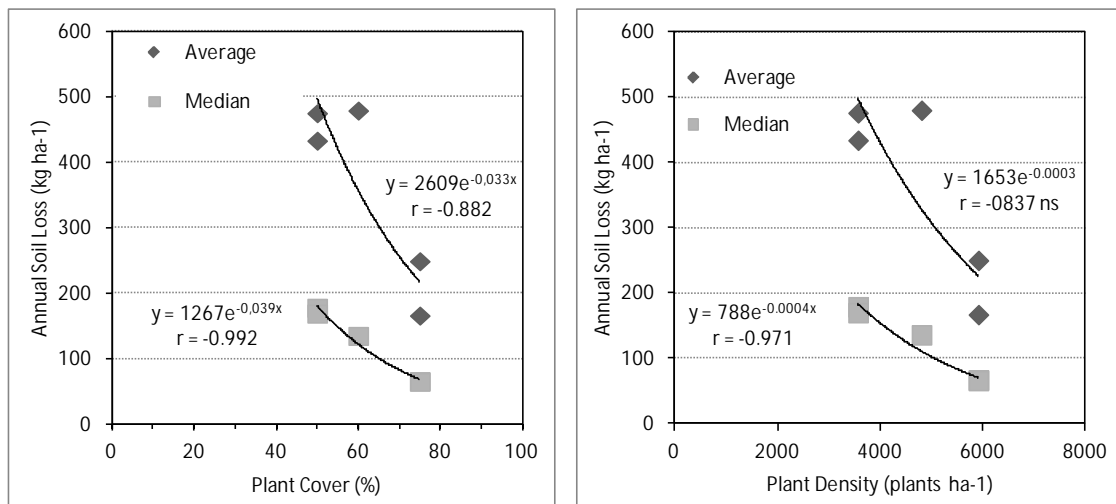 600
500
400
300
200
100
0
Annual Soil Loss (kg ha-1)
Average
Median
y = 2609e-0,033x
r = -0.882
y = 1267e-0,039x
r = -0.992
0 20 40 60 80 100
Plant Cover (%)
600
500
400
300
200
100
0
Annual Soil Loss (kg ha-1)
Average
Median
y = 1653e-0.0003
r = -0837 ns
y = 788e-0.0004x
r = -0.971
0 2000 4000 6000 8000
Plant Density (plants ha-1)